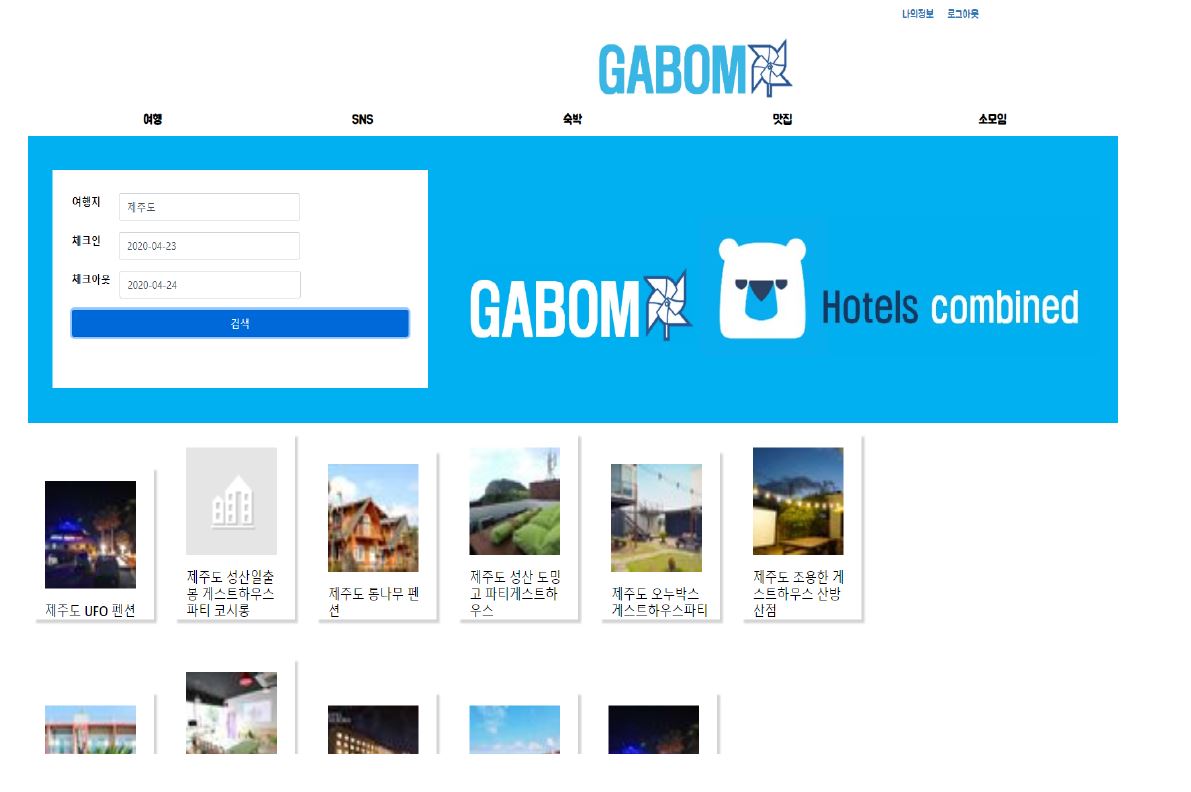 나의정보 로그아웃
GABOM
여행 SNS 숙박 맛집 소모임
여행지 제주도
체크인 2020-04-23
체크아웃 2020-04-24
검색
GABOM
Hotels combined
제주도 UFO 펜션
제주도 성산일출
봉 게스트하우스
파티 코시롱
제주도 통나무 펜
션
제주도 성산 도밍
고 파티게스트하
우스
제주도 오누박스
게스트하우스파티
제주도 조용한 게
스트하우스 산방
산점